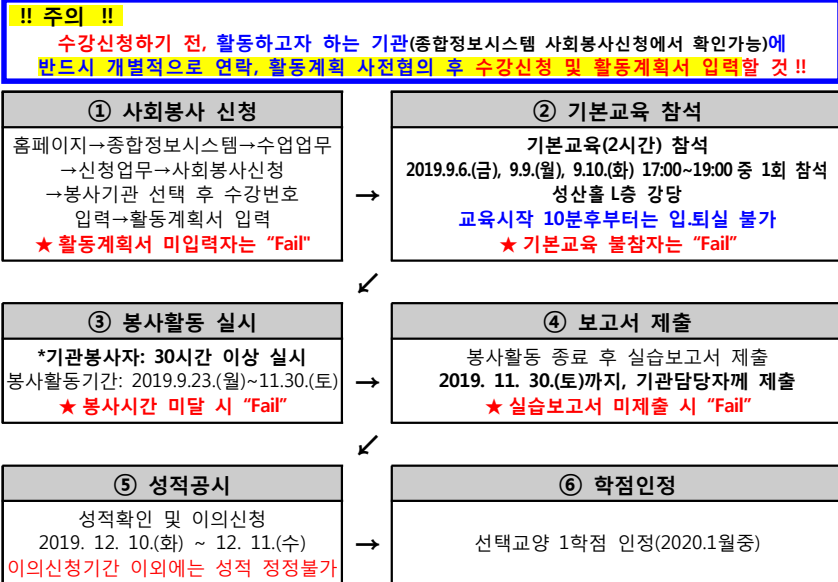 !! 주의 !!
수강신청하기 전, 활동하고자 하는 기관(종합정보시스템 사회봉사신청에서 확인가능)에
반드시 개별적으로 연락, 활동계획 사전협의 후 수강신청 및 활동계획서 입력할 것 !!
① 사회봉사 신청
홈페이지→종합정보시스템→수업업무
→신청업무→사회봉사신청
→봉사기관 선택 후 수강번호
입력→활동계획서 입력
★ 활동계획서 미입력자는 “Fail"
→
② 기본교육 참석
기본교육(2시간) 참석
2019.9.6.(금), 9.9.(월), 9.10.(화) 17:00~19:00 중 1회 참석
성산홀 L층 강당
교육시작 10분후부터는 입.퇴실 불가
★ 기본교육 불참자는 “Fail”
↙
③ 봉사활동 실시
*기관봉사자: 30시간 이상 실시
봉사활동기간: 2019.9.23.(월)~11.30.(토)
★ 봉사시간 미달 시 “Fail”
→
④ 보고서 제출
봉사활동 종료 후 실습보고서 제출
2019. 11. 30.(토)까지, 기관담당자께 제출
★ 실습보고서 미제출 시 “Fail”
↙
⑤ 성적공시
성적확인 및 이의신청
2019. 12. 10.(화) ~ 12. 11.(수)
이의신청기간 이외에는 성적 정정불가
→
⑥ 학점인정
선택교양 1학점 인정(2020.1월중)